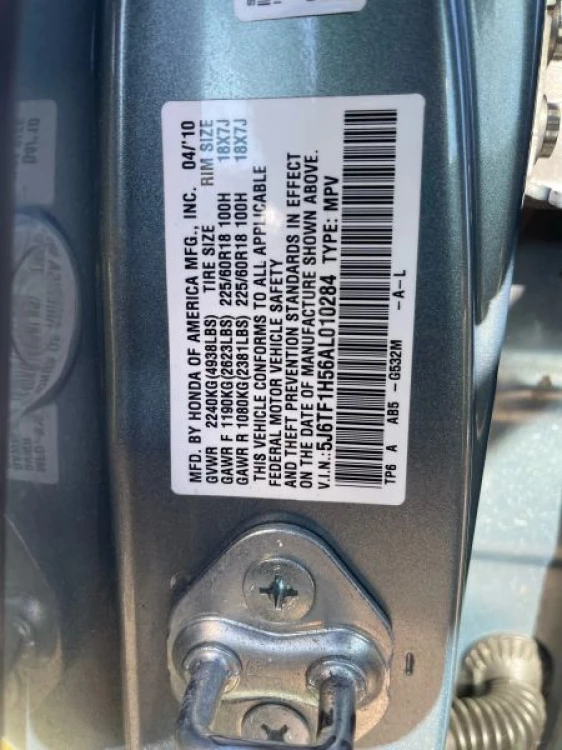 MFD. BY HONDA OF AMERICA MFG., INC. 04/'10
GVWR 2240KG(4938LBS) TIRE SIZE RIM SIZE
GAWR F 1190KG(2623LBS) 225/60R18 100H 18X7J
GAWR R 1080KG(2381LBS) 225/60R18 100H 18X7J
THIS VEHICLE CONFORMS TO ALL APPLICABLE
FEDERAL MOTOR VEHICLE SAFETY
AND THEFT PREVENTION STANDARDS IN EFFECT
ON THE DATE OF MANUFACTURE SHOWN ABOVE.
V.I.N.:5J6TF1H56AL010284 TYPE: MPV
TP6 A AB5 -G532M -A-L